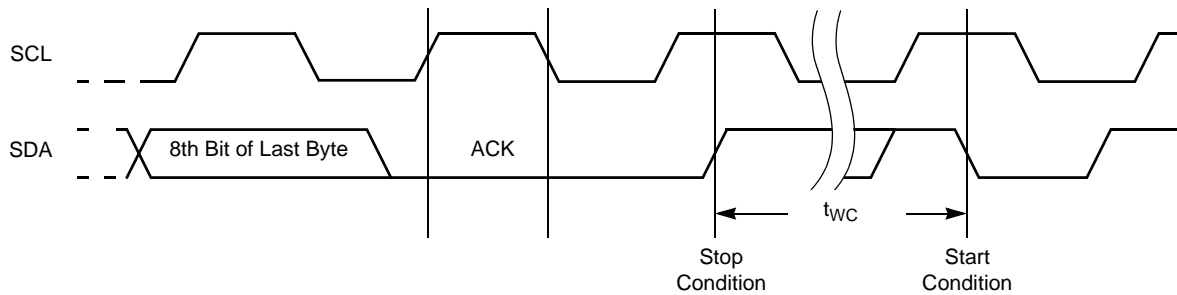 SCL
SDA
8th Bit of Last Byte
ACK
tWC
Stop
Condition
Start
Condition